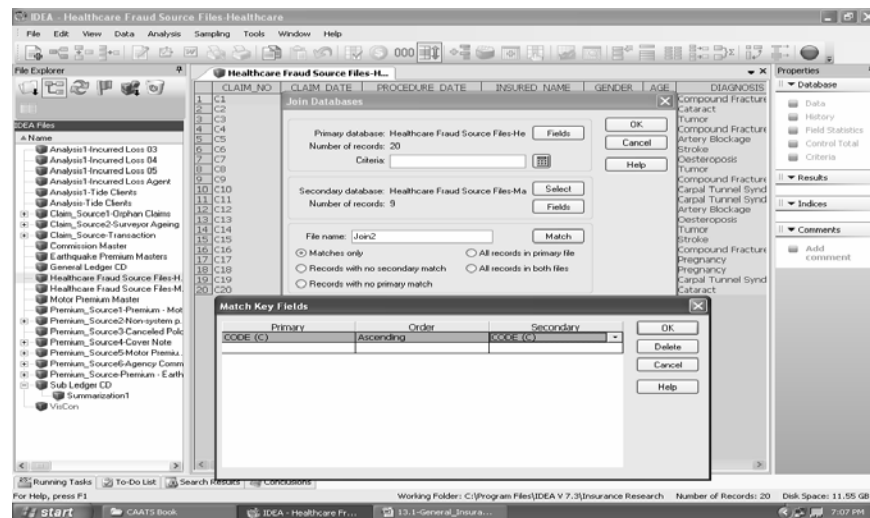 IDEA - Healthcare Fraud Source Files-Healthcare
File Edit View Data Analysis Sampling Tools Window Help
000
File Explorer
IDEA Files
Name
Analysis1-Incured Loss 03
Analysis1-Incured Loss 04
Analysis1-Incured Loss 05
Analysis1-Incured Loss Agent
Analysis1-Tide Clients
Analysis-Tide Clients
Claim_Source1-Orphan Claims
Claim_Source2-Surveyor Ageing
Claim_Source-Transaction
Commission Master
Earthquake Premium Masters
General Ledger CD
Healthcare Fraud Source Files-H.
Healthcare Fraud Source Files-M.
Motor Premium Master
Premium_Source1-Premium - Mot
Premium_Source2-Non-system p.
Premium_Source3-Canceled Polic
Premium_Source4-Cover Note
Premium_Source5-Motor Premiu.
Premium_Source6-Agency Comm
Premium_Source-Premium - Earth
Sub Ledger CD
Summarization1
VisCon
Healthcare Fraud Source Files-H...
CLAIM_NO CLAIM_DATE PROCEDURE_DATE INSURED_NAME GENDER AGE DIAGNOSIS
1 C1 Compound Fracture
2 C2 Cataract
3 C3 Tumor
4 C4 Compound Fracture
5 C5 Artery Blockage
6 C6 Stroke
7 C7 Oesteroposis
8 C8 Tumor
9 C9 Compound Fracture
10 C10 Carpal Tunnel Synd
11 C11 Carpal Tunnel Synd
12 C12 Artery Blockage
13 C13 Oesteroposis
14 C14 Tumor
15 C15 Stroke
16 C16 Compound Fracture
17 C17 Pregnancy
18 C18 Pregnancy
19 C19 Carpal Tunnel Synd
20 C20 Cataract
Join Databases
Primary database: Healthcare Fraud Source Files-He Fields
Number of records: 20
Criteria:
OK
Cancel
Help
Secondary database: Healthcare Fraud Source Files-Ma Select
Number of records: 9 Fields
File name: Join2 Match
Matches only All records in primary file
Records with no secondary match All records in both files
Records with no primary match
Match Key Fields
Primary Order Secondary
CODE (C) Ascending CODE (C)
OK
Delete
Cancel
Help
Properties
Database
Data
History
Field Statistics
Control Total
Criteria
Results
Indices
Comments
Add comment
Running Tasks To-Do List Search Results Conclusions
For Help, press F1 Working Folder: C:\Program Files\IDEA V 7.3\Insurance Research Number of Records: 20 Disk Space: 11.55 GB
start CAATS Book IDEA - Healthcare Fr... 13.1-General_Insura... 7:07 PM